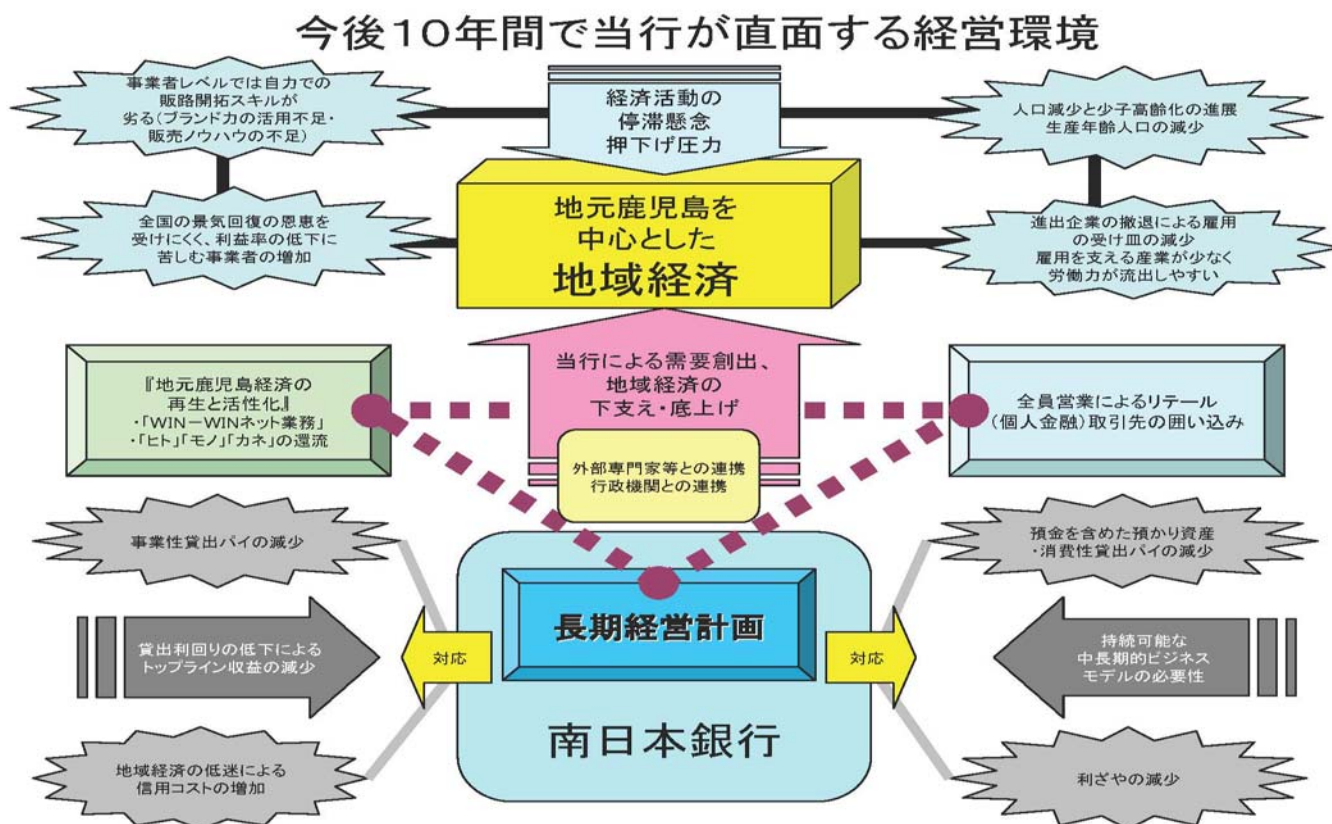 今後10年間で当行が直面する経営環境
事業者レベルでは自力での
販路開拓スキルが
劣る(ブランド力の活用不足・
販売ノウハウの不足)
経済活動の
停滞懸念
押下げ圧力
人口減少と少子高齢化の進展
生産年齢人口の減少
全国の景気回復の恩恵を
受けにくく、利益率の低下に
苦しむ事業者の増加
地元鹿児島を
中心とした
地域経済
進出企業の撤退による雇用
の受け皿の減少
雇用を支える産業が少なく
労働力が流出しやすい
『地元鹿児島経済の
再生と活性化』
・「WIN-WINネット業務」
・「ヒト」「モノ」「カネ」の還流
当行による需要創出、
地域経済の
下支え・底上げ
全員営業によるリテール
(個人金融)取引先の囲い込み
外部専門家等との連携
行政機関との連携
事業性貸出パイの減少
預金を含めた預かり資産
・消費性貸出パイの減少
貸出利回りの低下による
トップライン収益の減少
対応
長期経営計画
対応
持続可能な
中長期的ビジネス
モデルの必要性
南日本銀行
地域経済の低迷による
信用コストの増加
利ざやの減少